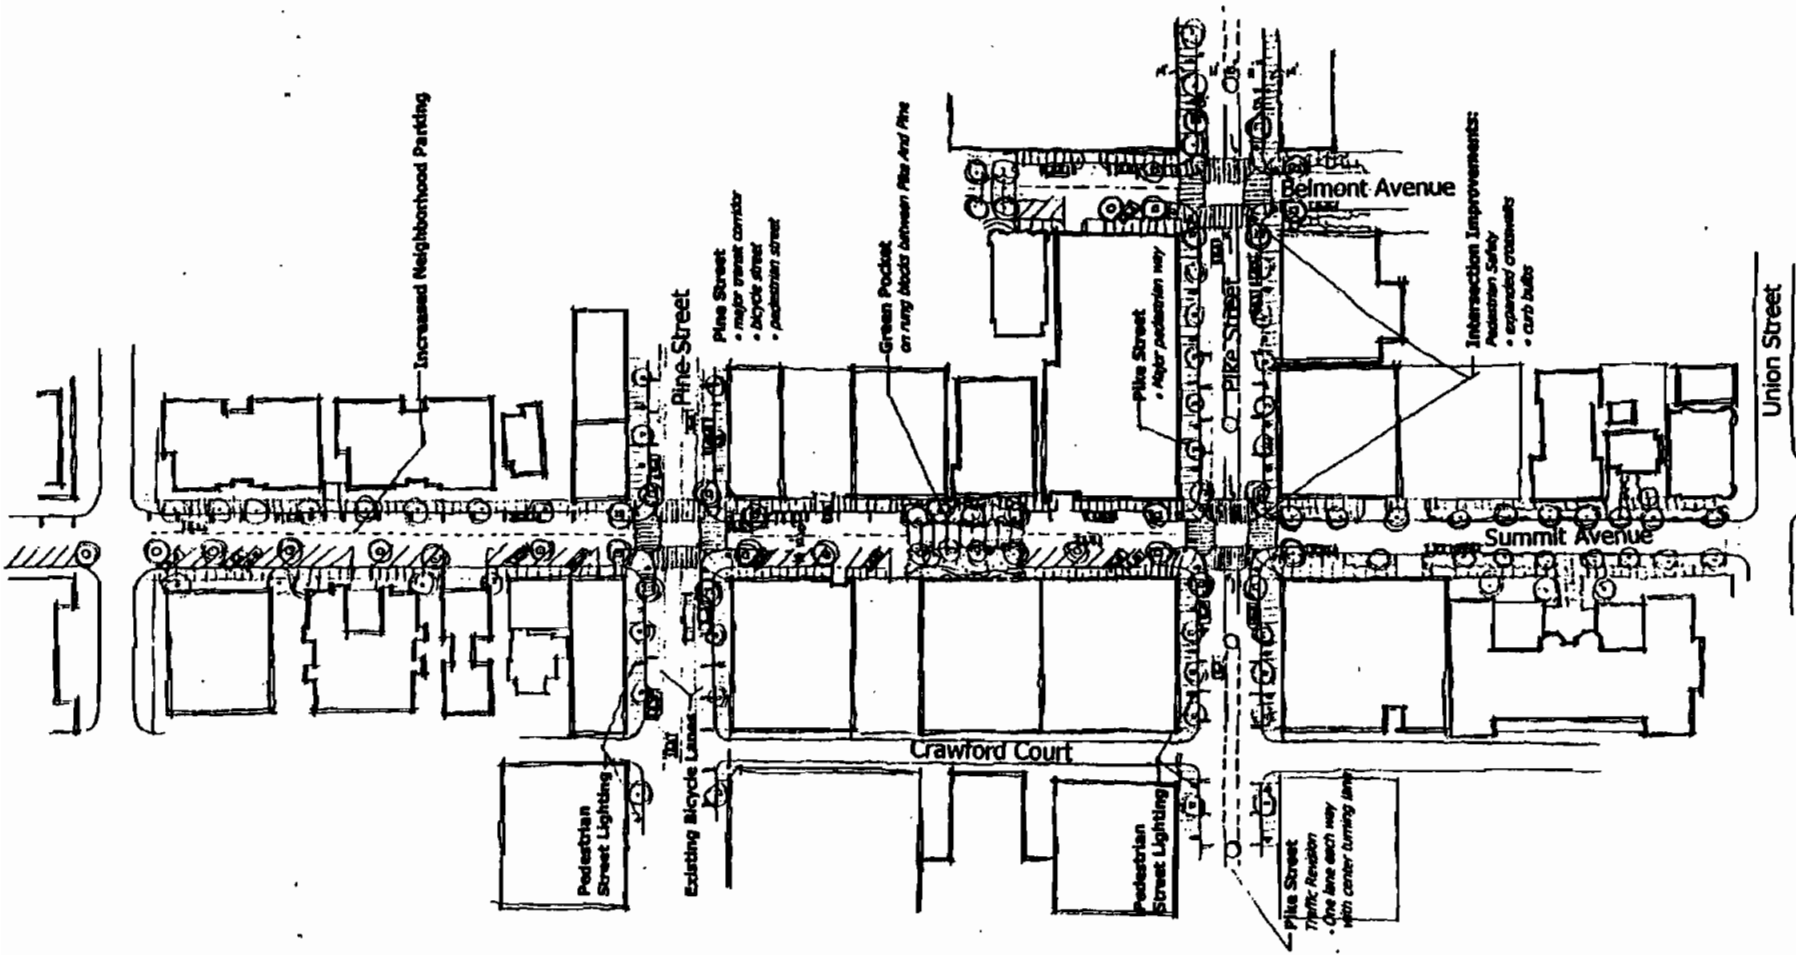 Increased Neighborhood Parking
Pine Street
Pine Street
• major transit corridor
• bicycle street
• pedestrian street
Green Pocket
on rung blocks between Pike And Pine
Pike Street
• Major pedestrian way
Pike Street
Belmont Avenue
Intersection Improvements:
Pedestrian Safety
• expanded crosswalks
• curb bulbs
Union Street
Summit Avenue
Crawford Court
Pedestrian
Street Lighting
Existing Bicycle Lanes
Pedestrian
Street Lighting
Pike Street
Traffic Revision
• One lane each way
with center turning lane